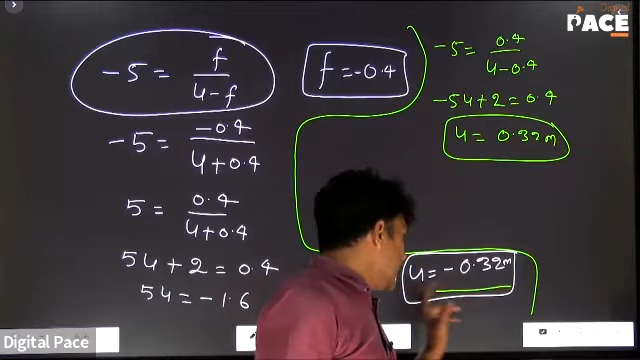 -5 = f / u-f
f = -0.4
-5 = -0.4 / u+0.4
5 = 0.4 / u+0.4
5u + 2 = 0.4
5u = -1.6
-5 = 0.4 / u-0.4
-5u + 2 = 0.4
u = 0.32m
u = -0.32m
Digital
PACE
Digital Pace